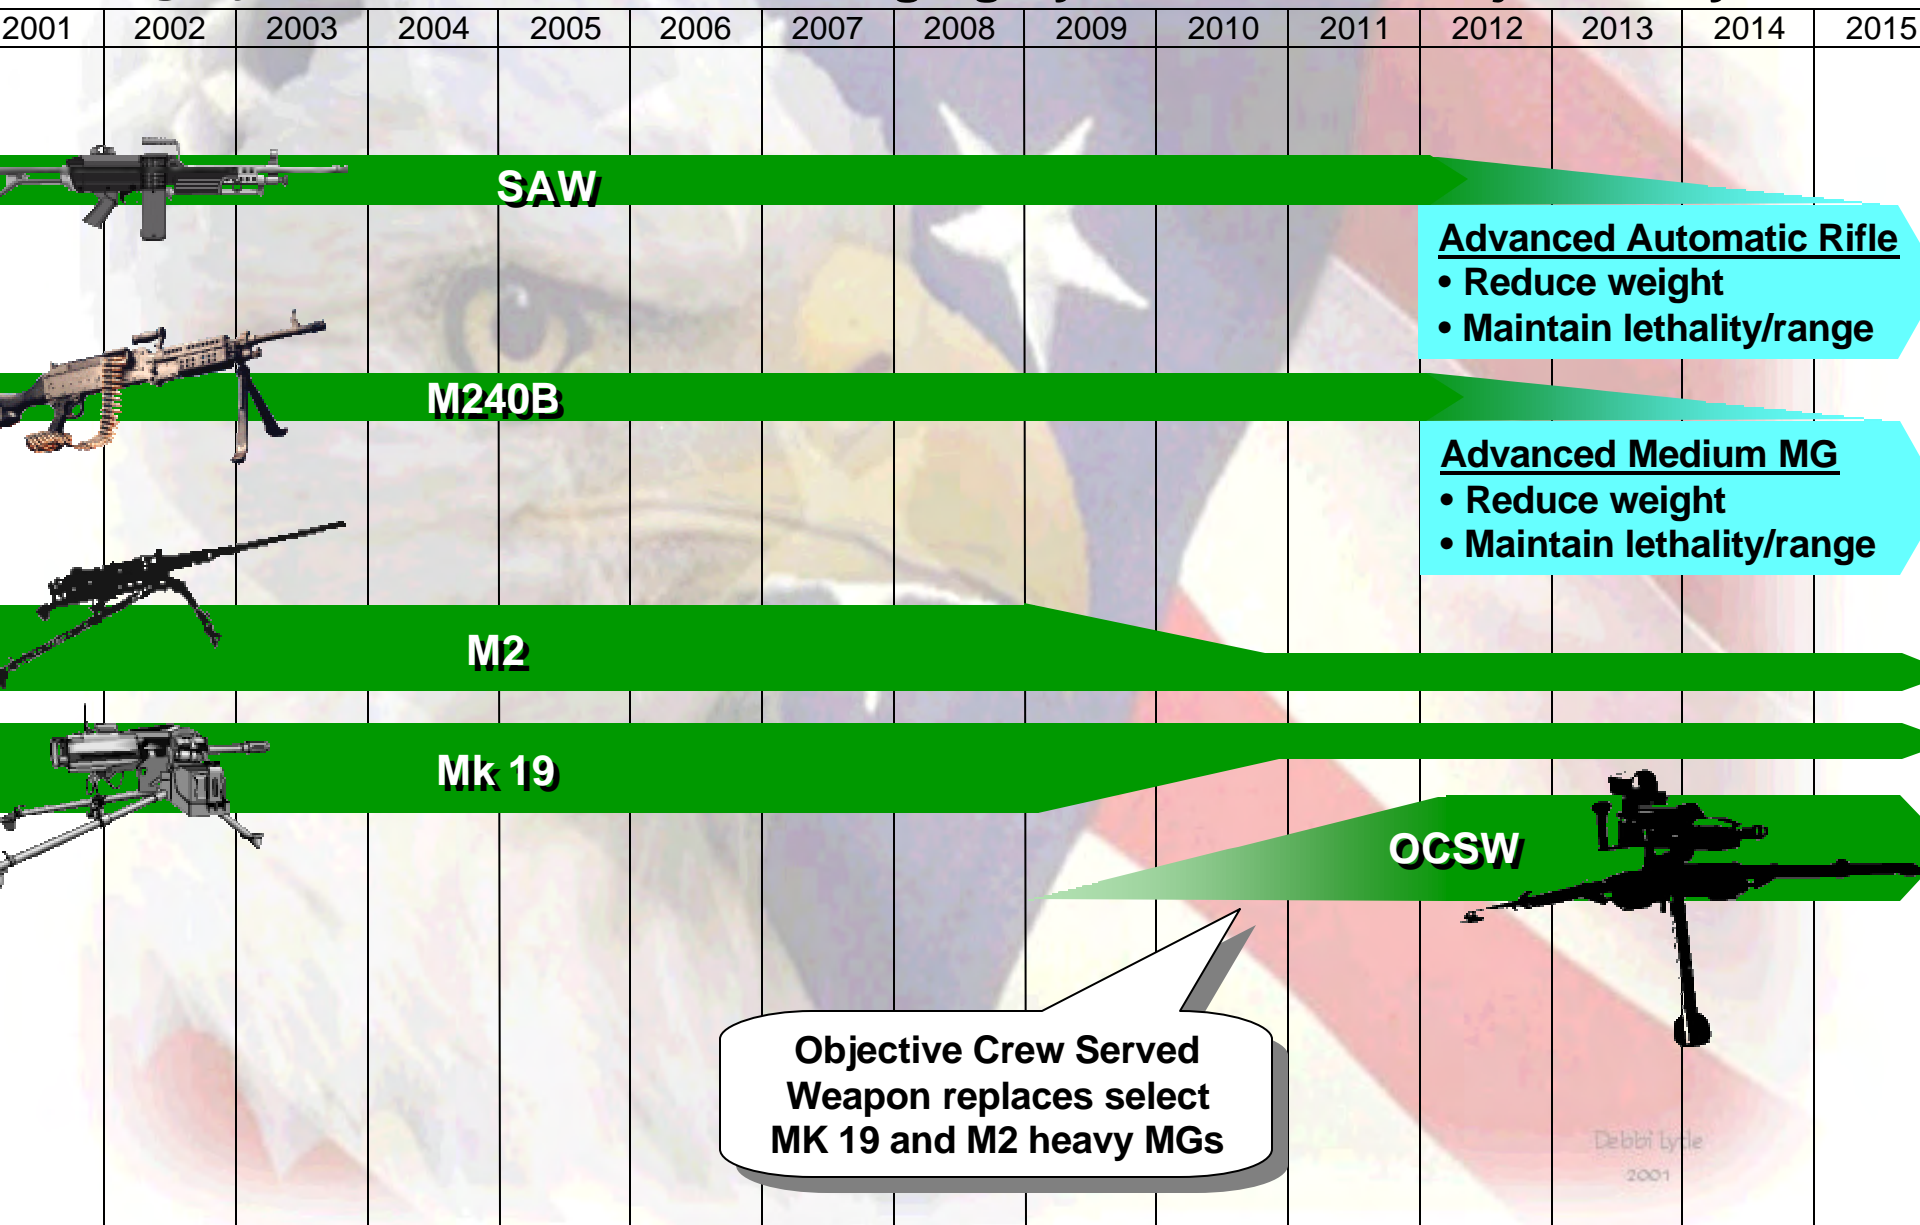 2001 2002 2003 2004 2005 2006 2007 2008 2009 2010 2011 2012 2013 2014 2015
SAW
Advanced Automatic Rifle
• Reduce weight
• Maintain lethality/range
M240B
Advanced Medium MG
• Reduce weight
• Maintain lethality/range
M2
Mk 19
OCSW
Objective Crew Served
Weapon replaces select
MK 19 and M2 heavy MGs
Debbi Lytle
2001